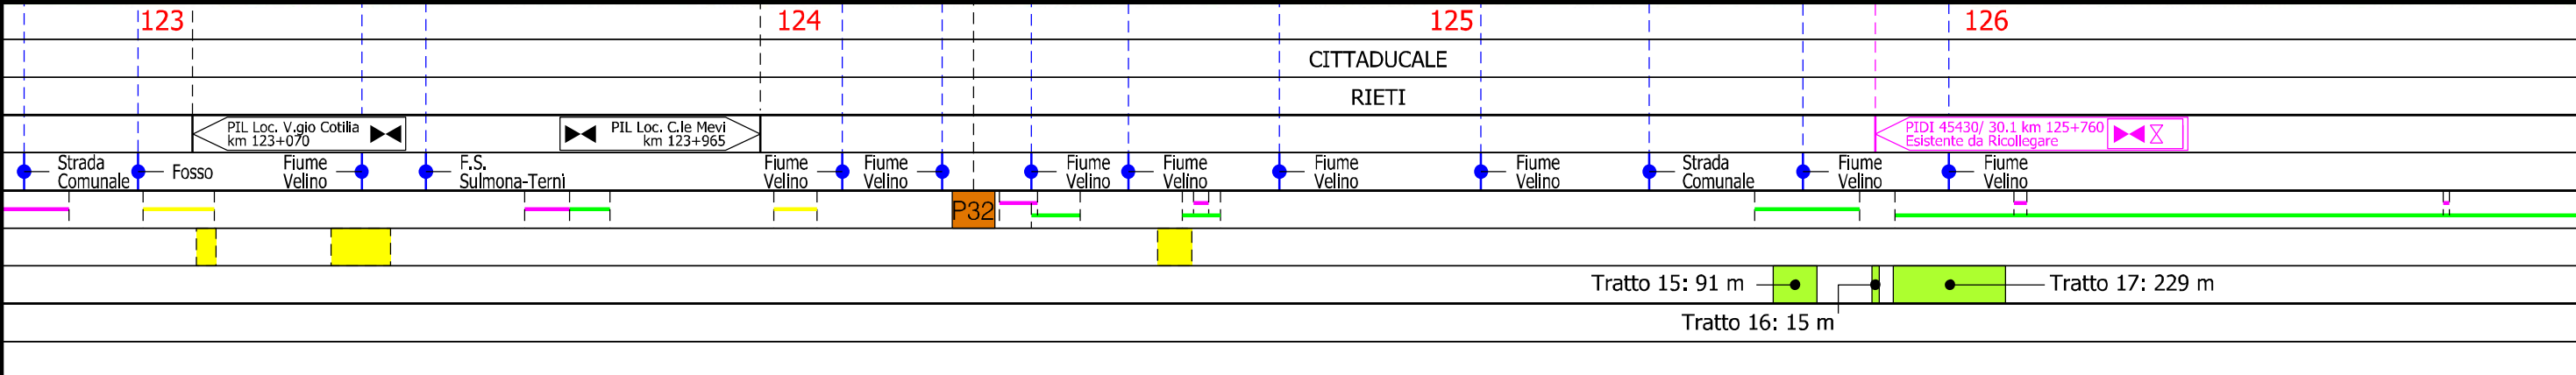 123 124 125 126
CITTADUCALE
RIETI
PIL Loc. V.gio Cotilia
km 123+070
PIL Loc. C.le Mevi
km 123+965
PIDI 45430/ 30.1 km 125+760
Esistente da Ricollegare
Strada
Comunale
Fosso
Fiume
Velino
F.S.
Sulmona-Terni
Fiume
Velino
Fiume
Velino
Fiume
Velino
Fiume
Velino
Fiume
Velino
Fiume
Velino
Strada
Comunale
Fiume
Velino
Fiume
Velino
P32
Tratto 15: 91 m
Tratto 17: 229 m
Tratto 16: 15 m